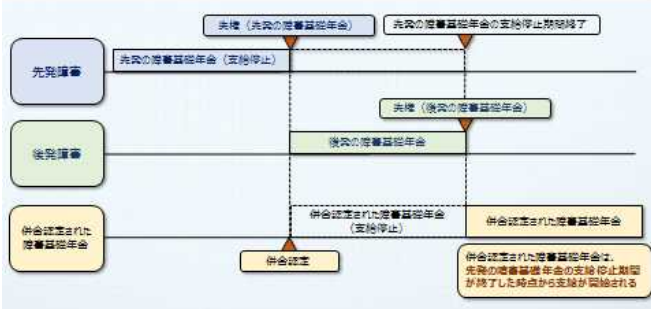 失権（先発の障害基礎年金）
先発の障害基礎年金の支給停止期間終了
先発障害
先発の障害基礎年金（支給停止）
失権（後発の障害基礎年金）
後発障害
後発の障害基礎年金
併合認定された
障害基礎年金
併合認定された障害基礎年金
（支給停止）
併合認定された障害基礎年金
併合認定
併合認定された障害基礎年金は、
先発の障害基礎年金の支給停止期間
が終了した時点から支給が開始される